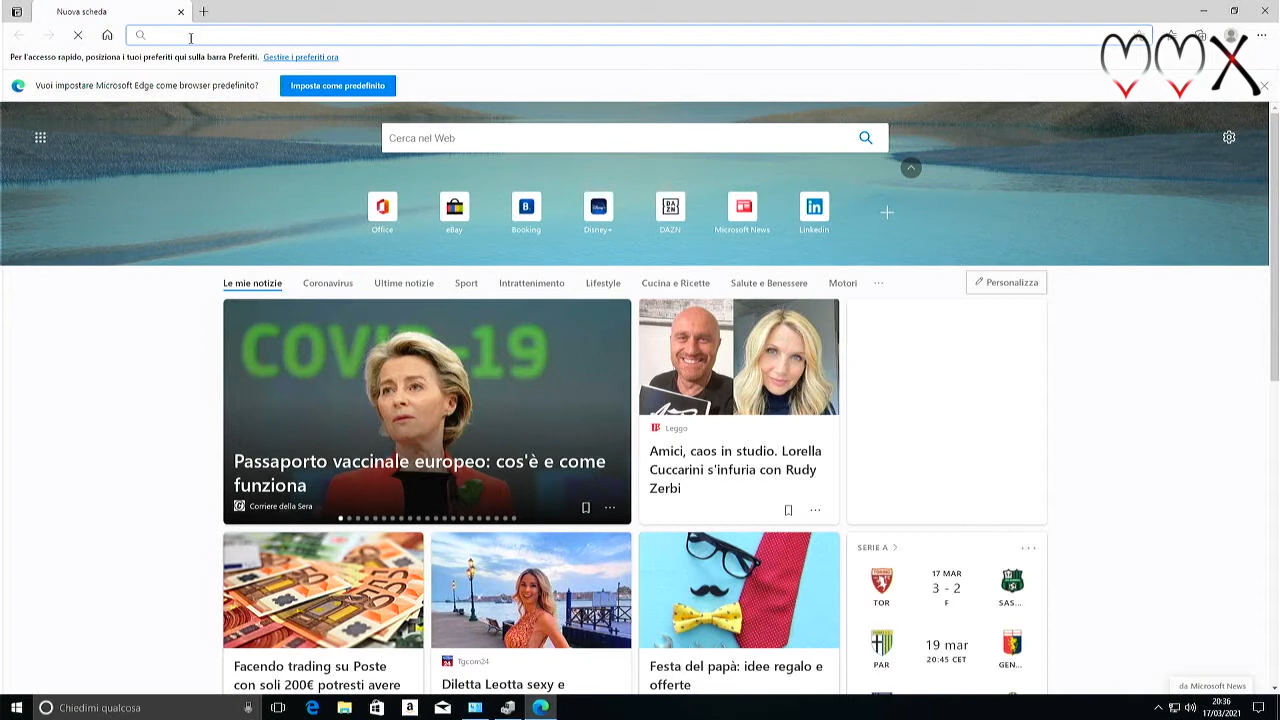 Nuova scheda
Per l'accesso rapido, posiziona i tuoi preferiti qui sulla barra Preferiti. Gestire i preferiti ora
Vuoi impostare Microsoft Edge come browser predefinito? Imposta come predefinito
Cerca nel Web
Office eBay Booking Disney+ DAZN Microsoft News Linkedin
Le mie notizie Coronavirus Ultime notizie Sport Intrattenimento Lifestyle Cucina e Ricette Salute e Benessere Motori ... Personalizza
COVID-19
Passaporto vaccinale europeo: cos'è e come
funziona
Corriere della Sera
Leggo
Amici, caos in studio. Lorella
Cuccarini s'infuria con Rudy
Zerbi
Facendo trading su Poste
con soli 200€ potresti avere
Tgcom24
Diletta Leotta sexy e
Festa del papà: idee regalo e
offerte
SERIE A
17 MAR
3 - 2
TOR F SAS...
19 mar
20:45 CET
PAR GEN...
da Microsoft News
Chiedimi qualcosa
20:36
17/03/2021